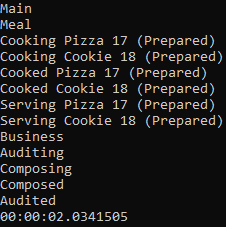 Main
Meal
Cooking Pizza 17 (Prepared)
Cooking Cookie 18 (Prepared)
Cooked Pizza 17 (Prepared)
Cooked Cookie 18 (Prepared)
Serving Pizza 17 (Prepared)
Serving Cookie 18 (Prepared)
Business
Auditing
Composing
Composed
Audited
00:00:02.0341505